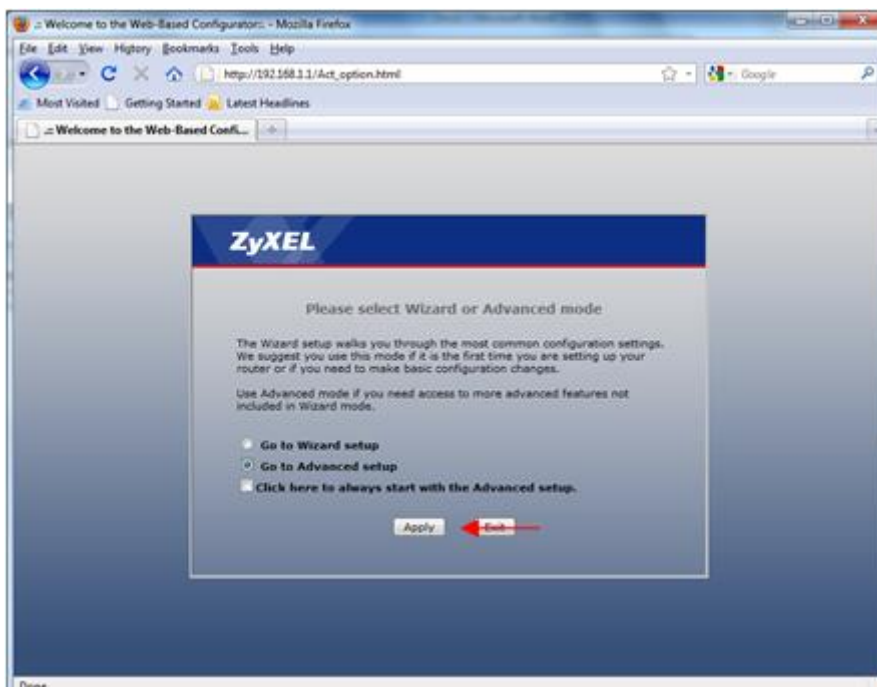 .:: Welcome to the Web-Based Configurator::. - Mozilla Firefox
File Edit View History Bookmarks Tools Help
http://192.168.1.1/Act_option.html
Google
Most Visited Getting Started Latest Headlines
.:: Welcome to the Web-Based Confi...
ZyXEL
Please select Wizard or Advanced mode
The Wizard setup walks you through the most common configuration settings.
We suggest you use this mode if it is the first time you are setting up your
router or if you need to make basic configuration changes.
Use Advanced mode if you need access to more advanced features not
included in Wizard mode.
Go to Wizard setup
Go to Advanced setup
Click here to always start with the Advanced setup.
Apply Exit
Done